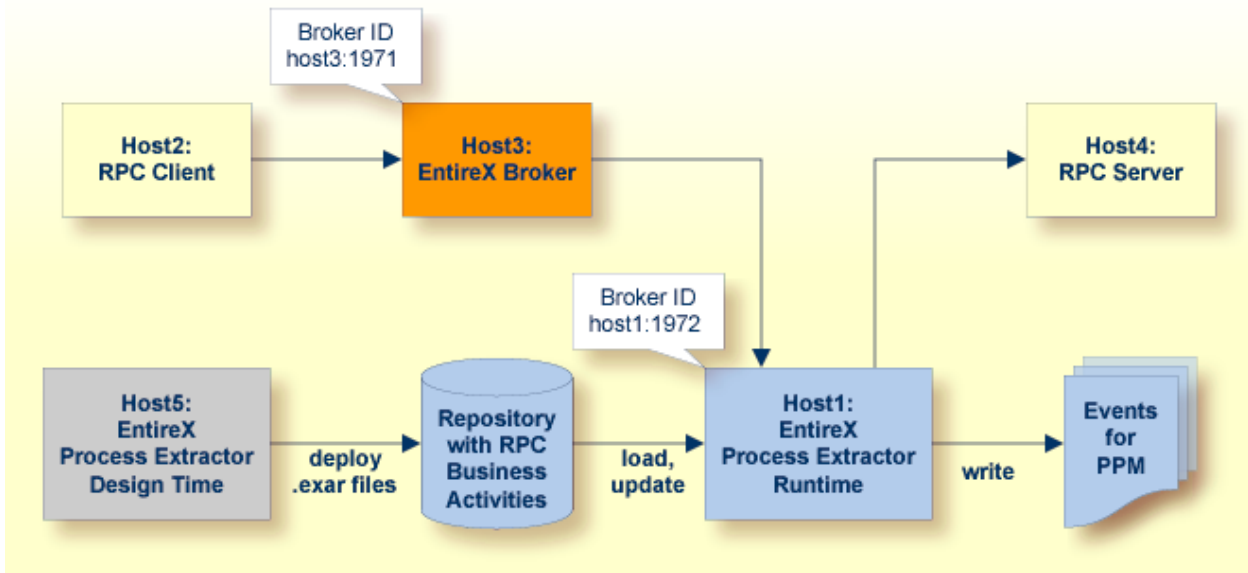 Broker ID
host3:1971
Host2:
RPC Client
Host3:
EntireX Broker
Host4:
RPC Server
Broker ID
host1:1972
Host5:
EntireX
Process Extractor
Design Time
deploy
.exar files
Repository
with RPC
Business
Activities
load,
update
Host1:
EntireX
Process Extractor
Runtime
write
Events
for
PPM